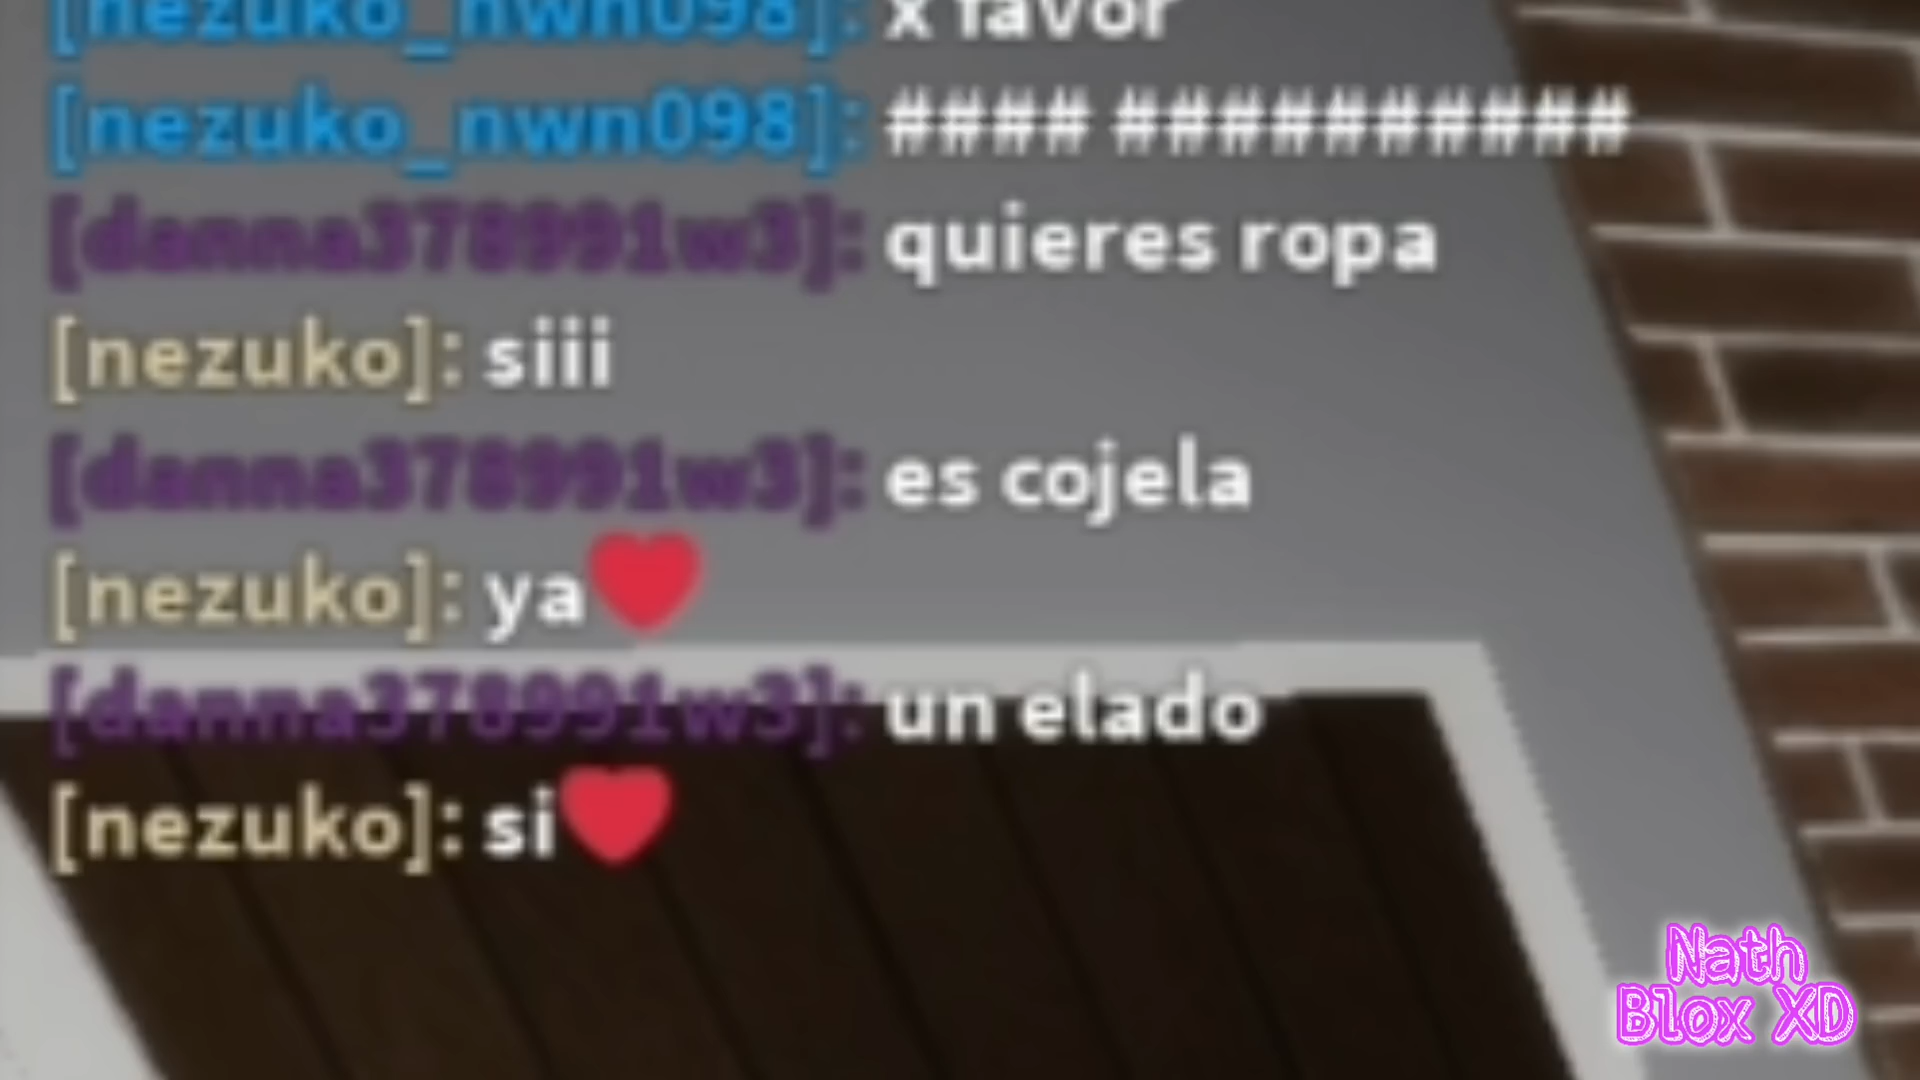 [nezuko_nwn098]: x favor
[nezuko_nwn098]: #### ###########
[danna378991w3]: quieres ropa
[nezuko]: siii
[danna378991w3]: es cojela
[nezuko]: ya❤
[danna378991w3]: un elado
[nezuko]: si❤
Nath
Blox XD